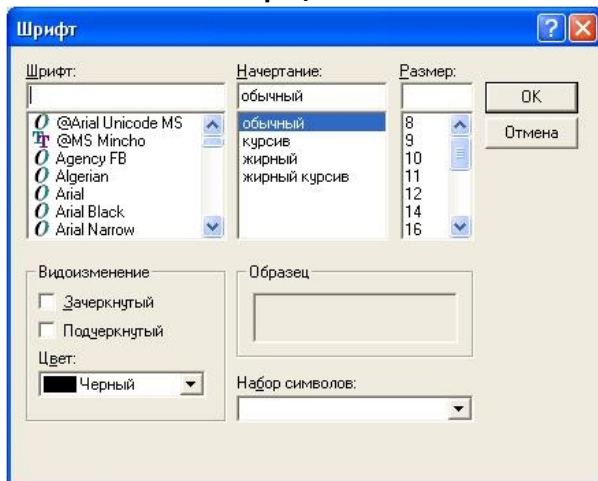 Шрифт
Шрифт:
Начертание:
Размер:
обычный
OK
Отмена
@Arial Unicode MS
@MS Mincho
Agency FB
Algerian
Arial
Arial Black
Arial Narrow
обычный
курсив
жирный
жирный курсив
8
9
10
11
12
14
16
Видоизменение
Зачеркнутый
Подчеркнутый
Цвет:
Черный
Образец
Набор символов: